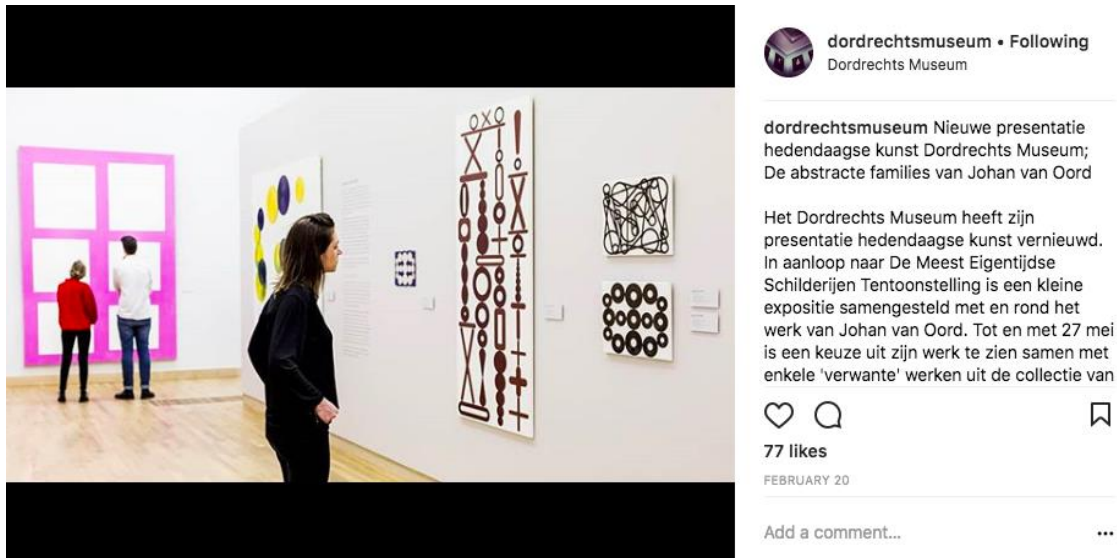 dordrechtsmuseum • Following
Dordrechts Museum
dordrechtsmuseum Nieuwe presentatie
hedendaagse kunst Dordrechts Museum;
De abstracte families van Johan van Oord
Het Dordrechts Museum heeft zijn
presentatie hedendaagse kunst vernieuwd.
In aanloop naar De Meest Eigentijdse
Schilderijen Tentoonstelling is een kleine
expositie samengesteld met en rond het
werk van Johan van Oord. Tot en met 27 mei
is een keuze uit zijn werk te zien samen met
enkele 'verwante' werken uit de collectie van
77 likes
FEBRUARY 20
Add a comment...